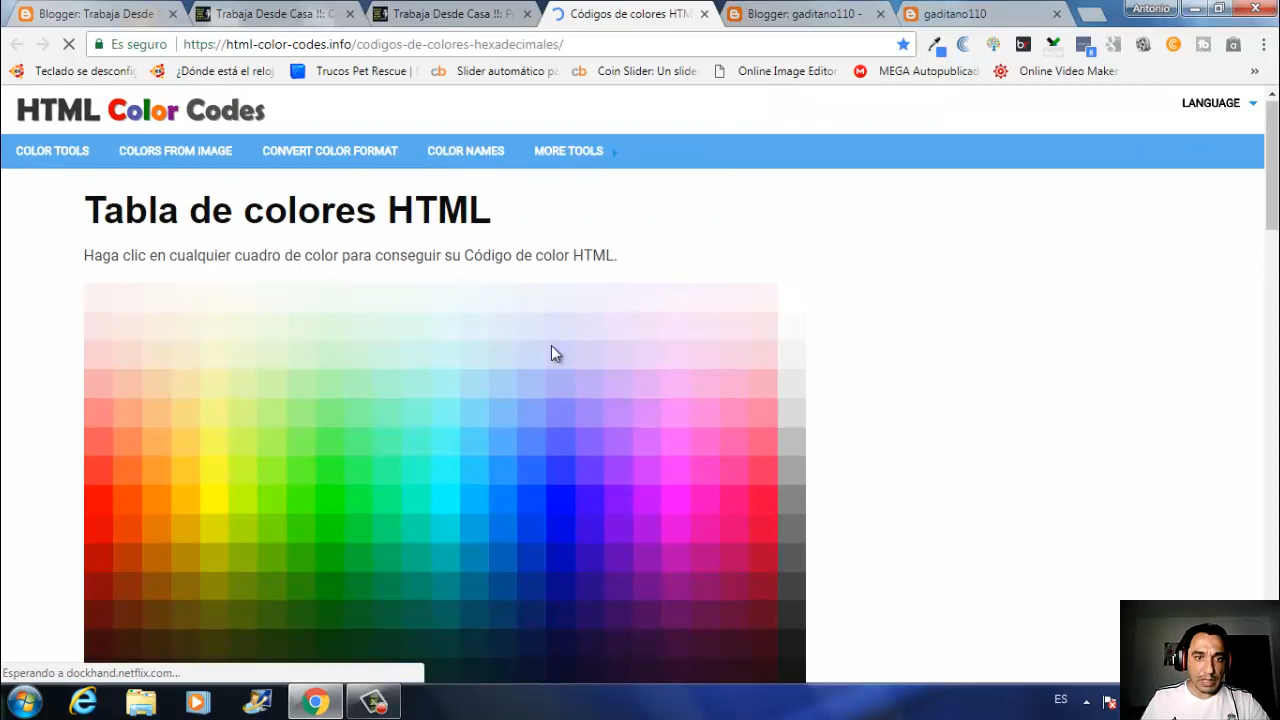 Blogger: Trabaja Desde
Trabaja Desde Casa !!: C
Trabaja Desde Casa !!: P
Códigos de colores HTM
Blogger: gaditano110 -
gaditano110
Antonio
Es seguro
https://html-color-codes.info/codigos-de-colores-hexadecimales/
Teclado se desconfig
¿Dónde está el reloj
Trucos Pet Rescue |
Slider automático pa
Coin Slider: Un slide
Online Image Editor
MEGA Autopublicad
Online Video Maker
»
HTML Color Codes
LANGUAGE
COLOR TOOLS
COLORS FROM IMAGE
CONVERT COLOR FORMAT
COLOR NAMES
MORE TOOLS
Tabla de colores HTML
Haga clic en cualquier cuadro de color para conseguir su Código de color HTML.
Esperando a dockhand.netflix.com...
ES